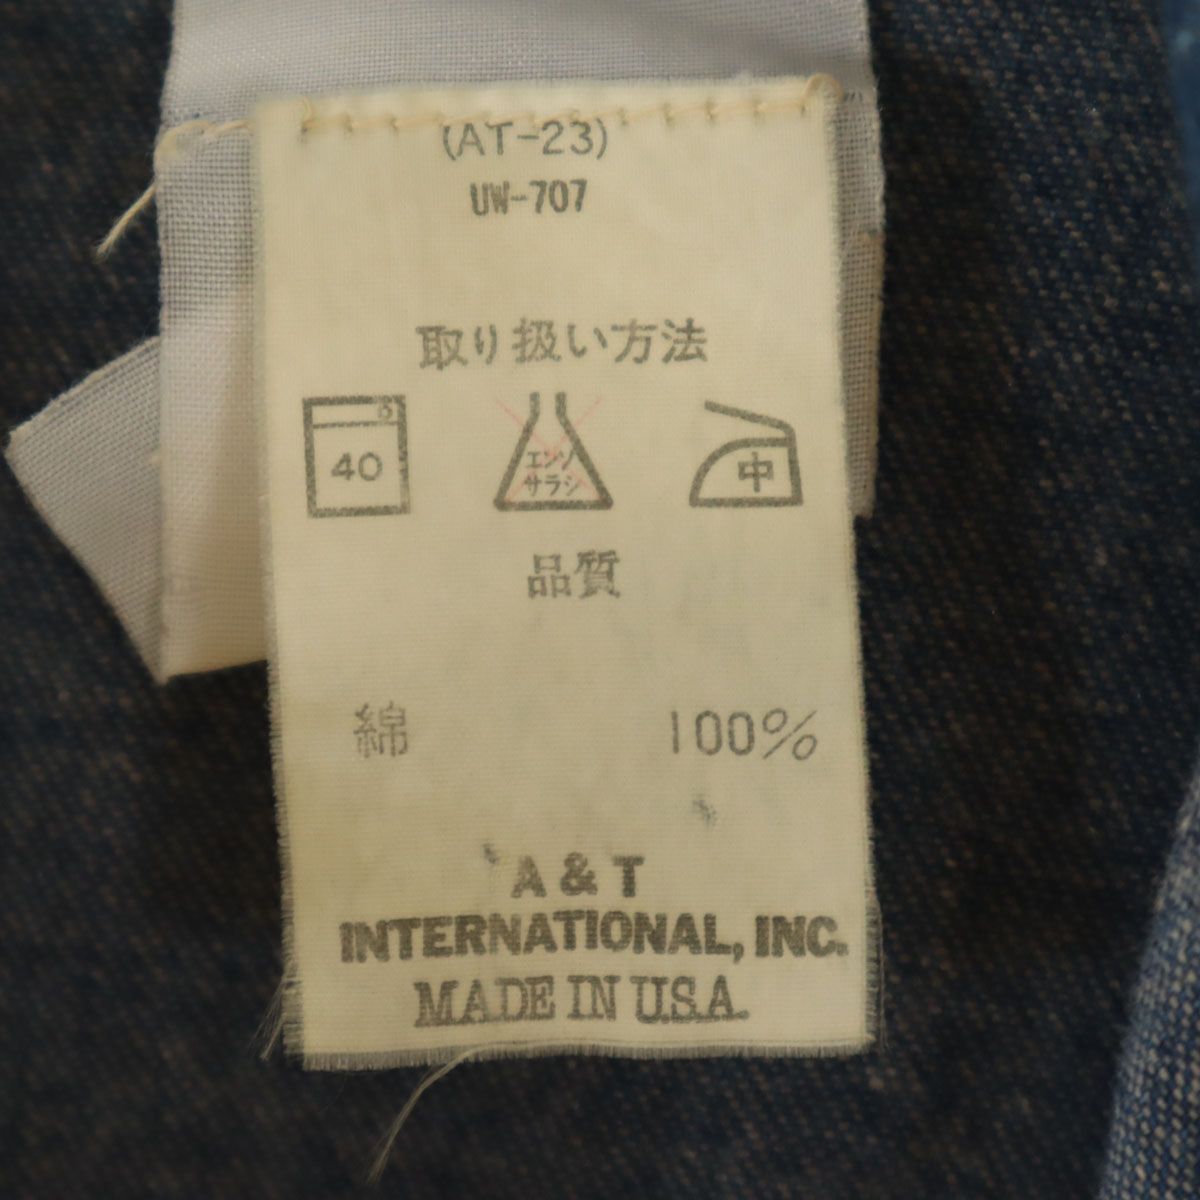 (AT-23)
UW-707
取り扱い方法
40
エンソ
サラシ
中
品質
綿 100%
A & T
INTERNATIONAL, INC.
MADE IN U.S.A.